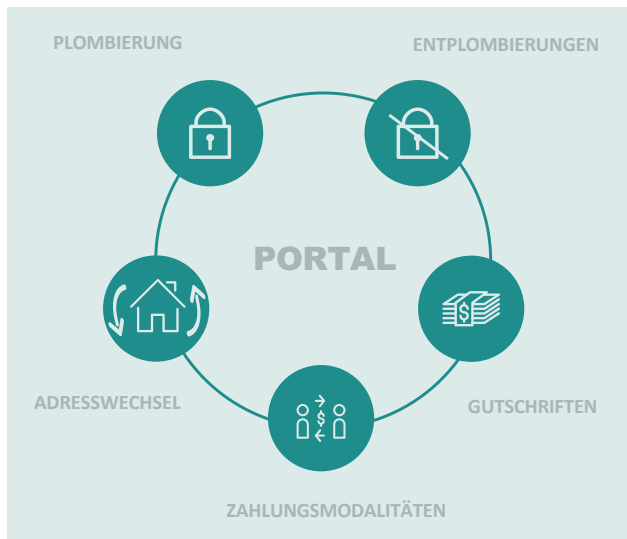 PLOMBIERUNG
ENTPLOMBIERUNGEN
PORTAL
ADRESSWECHSEL
GUTSCHRIFTEN
ZAHLUNGSMODALITÄTEN